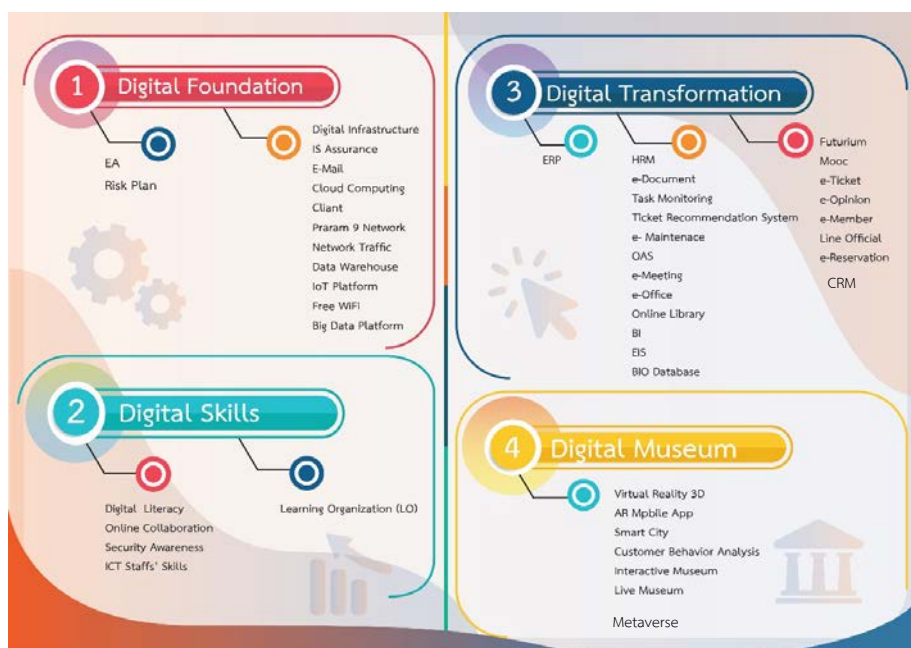 1 Digital Foundation
EA
Risk Plan
Digital Infrastructure
IS Assurance
E-Mail
Cloud Computing
Cliant
Praram 9 Network
Network Traffic
Data Warehouse
IoT Platform
Free WiFi
Big Data Platform
2 Digital Skills
Digital Literacy
Online Collaboration
Security Awareness
ICT Staffs' Skills
Learning Organization (LO)
3 Digital Transformation
ERP
HRM
e-Document
Task Monitoring
Ticket Recommendation System
e- Maintenace
OAS
e-Meeting
e-Office
Online Library
BI
EIS
BIO Database
Futurium
Mooc
e-Ticket
e-Opinion
e-Member
Line Official
e-Reservation
CRM
4 Digital Museum
Virtual Reality 3D
AR Mpbile App
Smart City
Customer Behavior Analysis
Interactive Museum
Live Museum
Metaverse